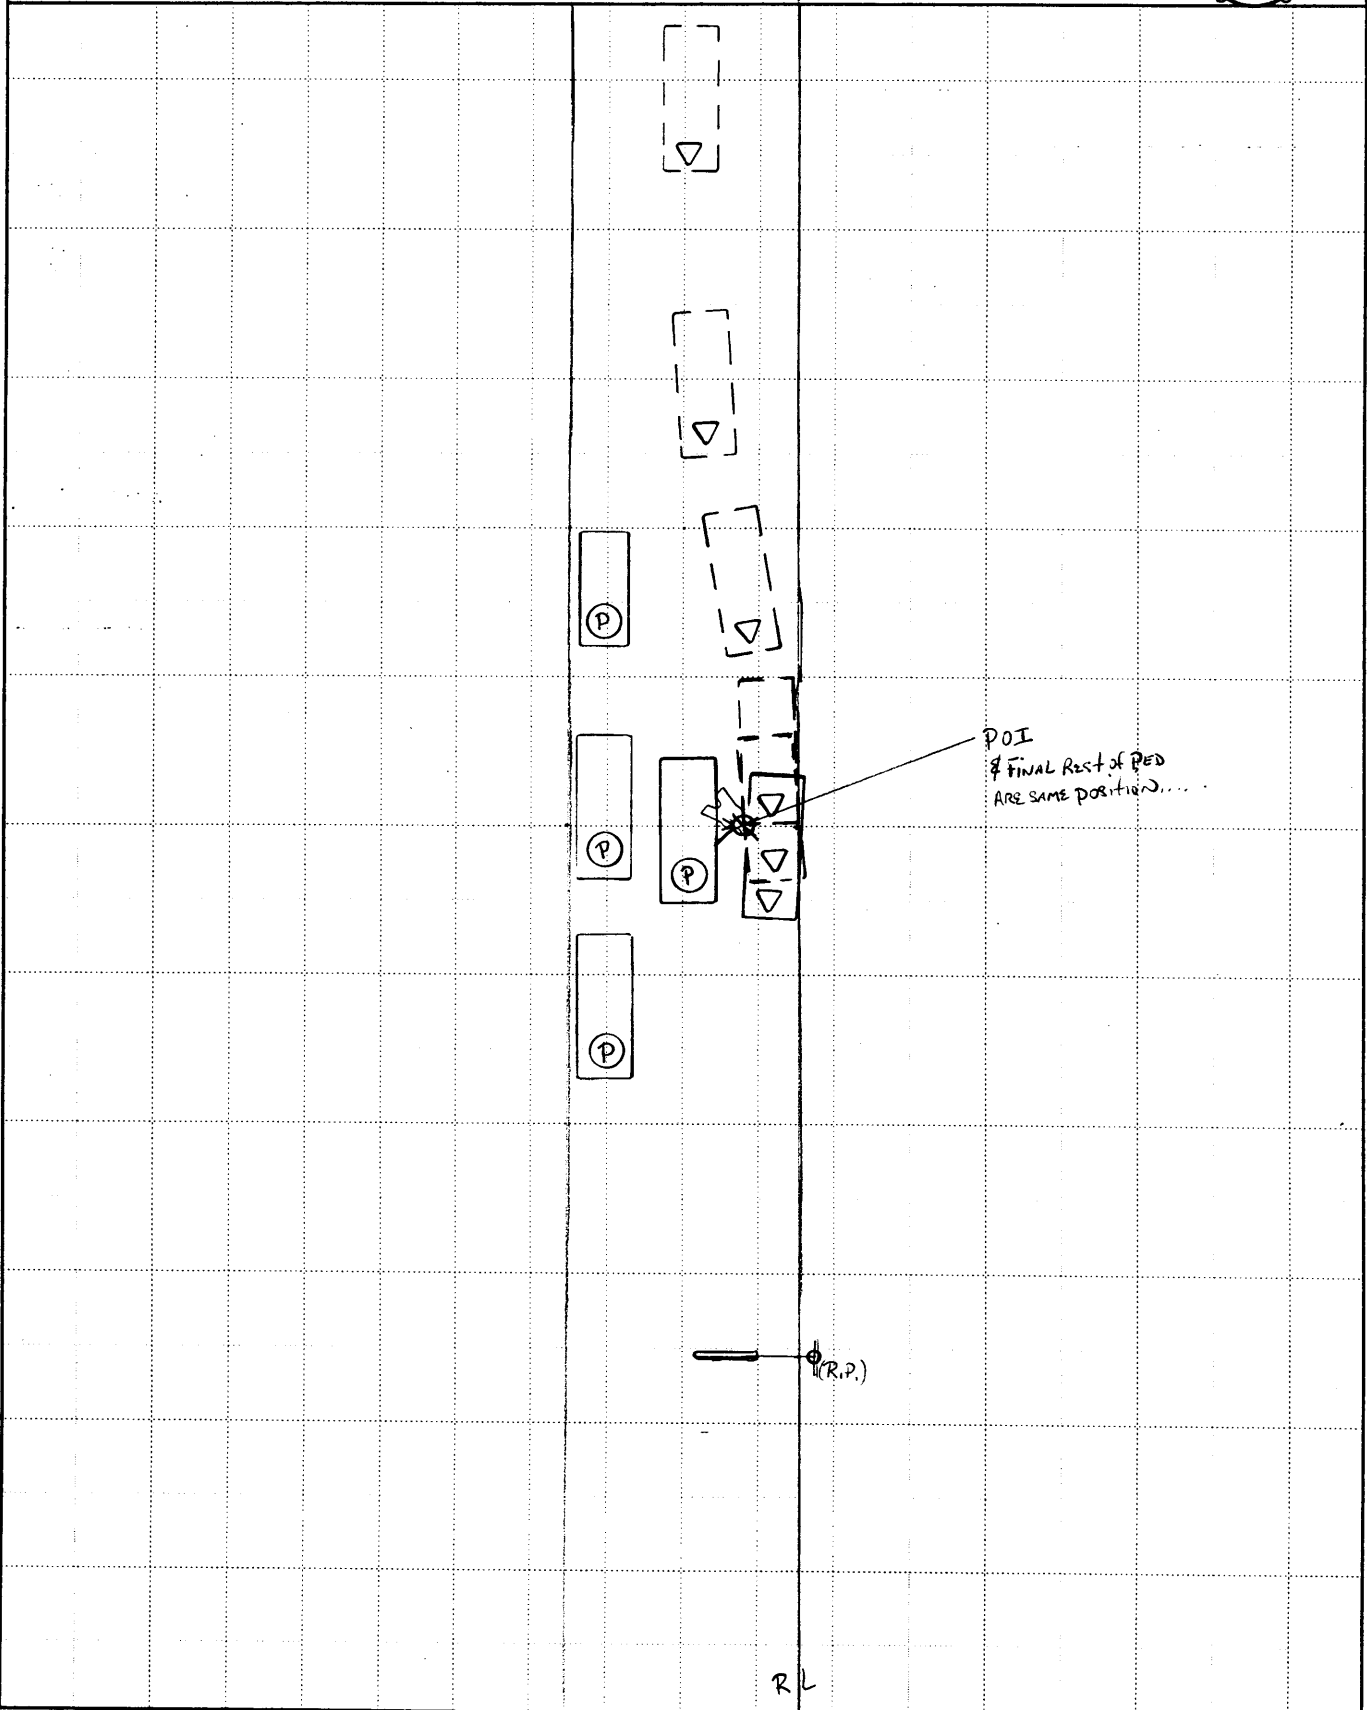 P
POI
& FINAL REST of PED
ARE SAME POSITION....
P
P
P
(R.P.)
R L